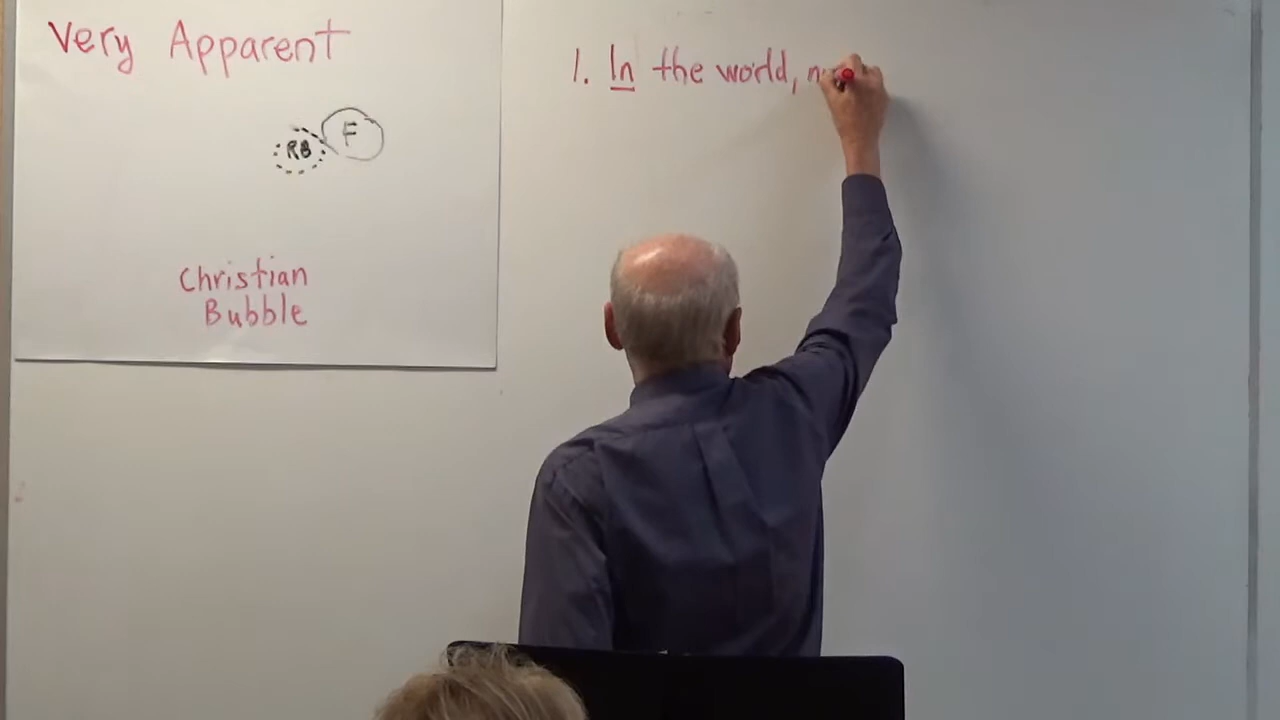 Very Apparent
RB
F
Christian
Bubble
1. In the world,